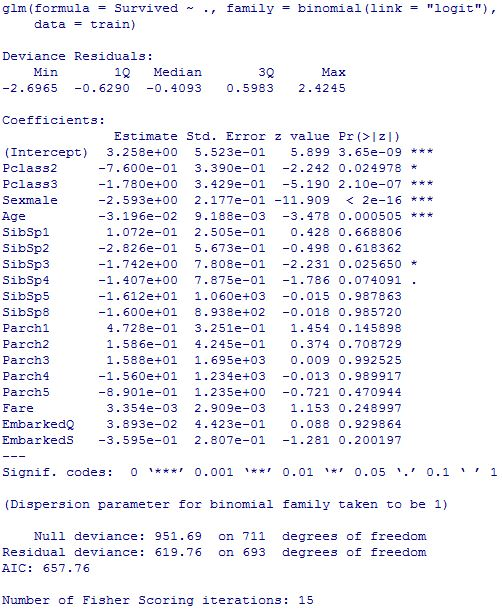 glm(formula = Survived ~ ., family = binomial(link = "logit"),
    data = train)
Deviance Residuals:
    Min       1Q   Median       3Q      Max
-2.6965  -0.6290  -0.4093   0.5983   2.4245
Coefficients:
              Estimate Std. Error z value Pr(>|z|)
(Intercept)  3.258e+00  5.523e-01   5.899 3.65e-09 ***
Pclass2     -7.600e-01  3.390e-01  -2.242 0.024978 *
Pclass3     -1.780e+00  3.429e-01  -5.190 2.10e-07 ***
Sexmale     -2.593e+00  2.177e-01 -11.909  < 2e-16 ***
Age         -3.196e-02  9.188e-03  -3.478 0.000505 ***
SibSp1       1.072e-01  2.505e-01   0.428 0.668806
SibSp2      -2.826e-01  5.673e-01  -0.498 0.618362
SibSp3      -1.742e+00  7.808e-01  -2.231 0.025650 *
SibSp4      -1.407e+00  7.875e-01  -1.786 0.074091 .
SibSp5      -1.612e+01  1.060e+03  -0.015 0.987863
SibSp8      -1.600e+01  8.938e+02  -0.018 0.985720
Parch1       4.728e-01  3.251e-01   1.454 0.145898
Parch2       1.586e-01  4.245e-01   0.374 0.708729
Parch3       1.588e+01  1.695e+03   0.009 0.992525
Parch4      -1.560e+01  1.234e+03  -0.013 0.989917
Parch5      -8.901e-01  1.235e+00  -0.721 0.470944
Fare         3.354e-03  2.909e-03   1.153 0.248997
EmbarkedQ    3.893e-02  4.423e-01   0.088 0.929864
EmbarkedS   -3.595e-01  2.807e-01  -1.281 0.200197
---
Signif. codes:  0 ‘***’ 0.001 ‘**’ 0.01 ‘*’ 0.05 ‘.’ 0.1 ‘ ’ 1
(Dispersion parameter for binomial family taken to be 1)
    Null deviance: 951.69  on 711  degrees of freedom
Residual deviance: 619.76  on 693  degrees of freedom
AIC: 657.76
Number of Fisher Scoring iterations: 15